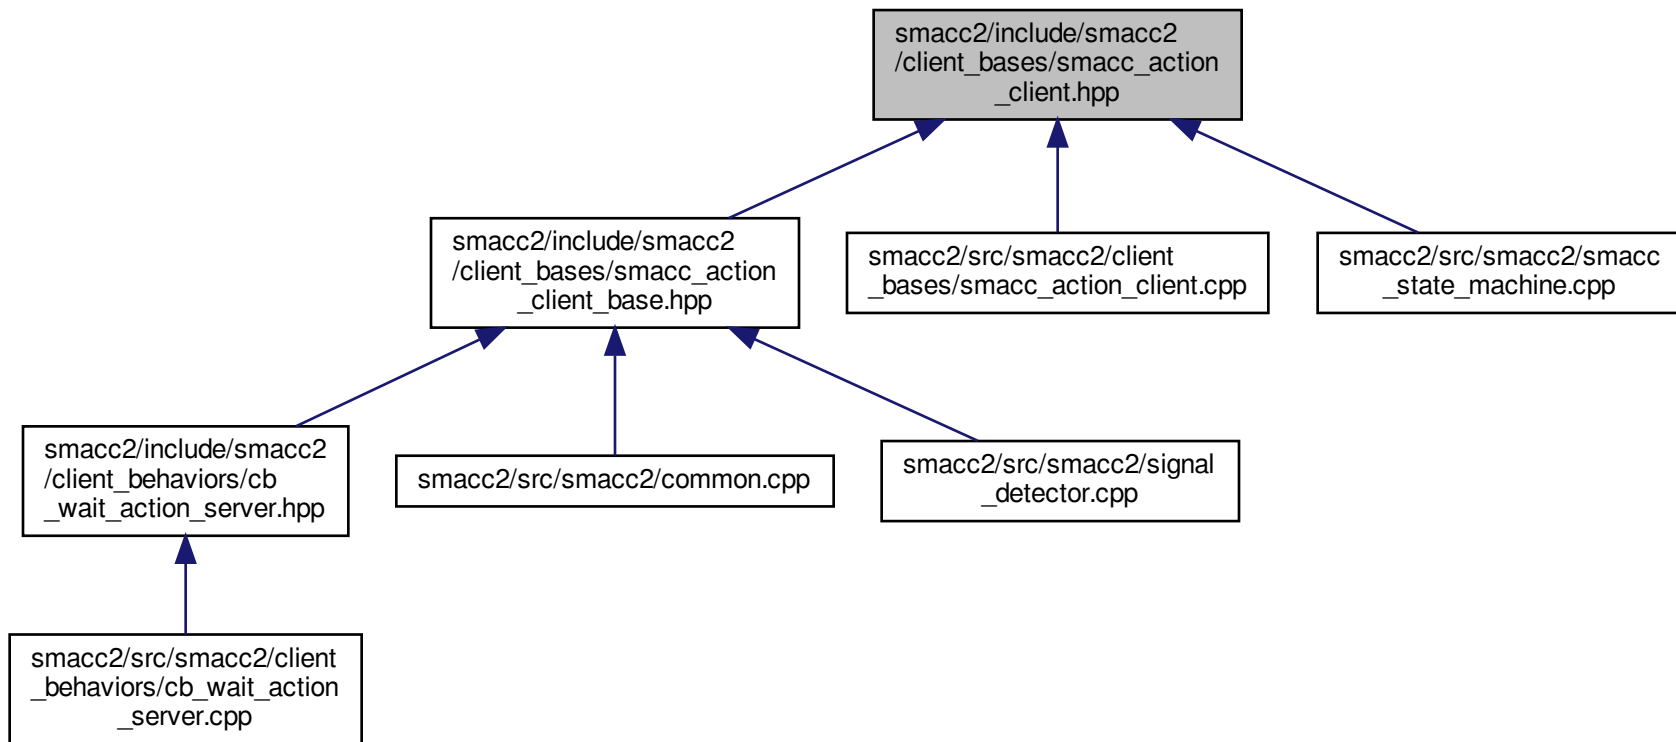 smacc2/include/smacc2
/client_bases/smacc_action
_client.hpp
smacc2/include/smacc2
/client_bases/smacc_action
_client_base.hpp
smacc2/src/smacc2/client
_bases/smacc_action_client.cpp
smacc2/src/smacc2/smacc
_state_machine.cpp
smacc2/include/smacc2
/client_behaviors/cb
_wait_action_server.hpp
smacc2/src/smacc2/common.cpp
smacc2/src/smacc2/signal
_detector.cpp
smacc2/src/smacc2/client
_behaviors/cb_wait_action
_server.cpp